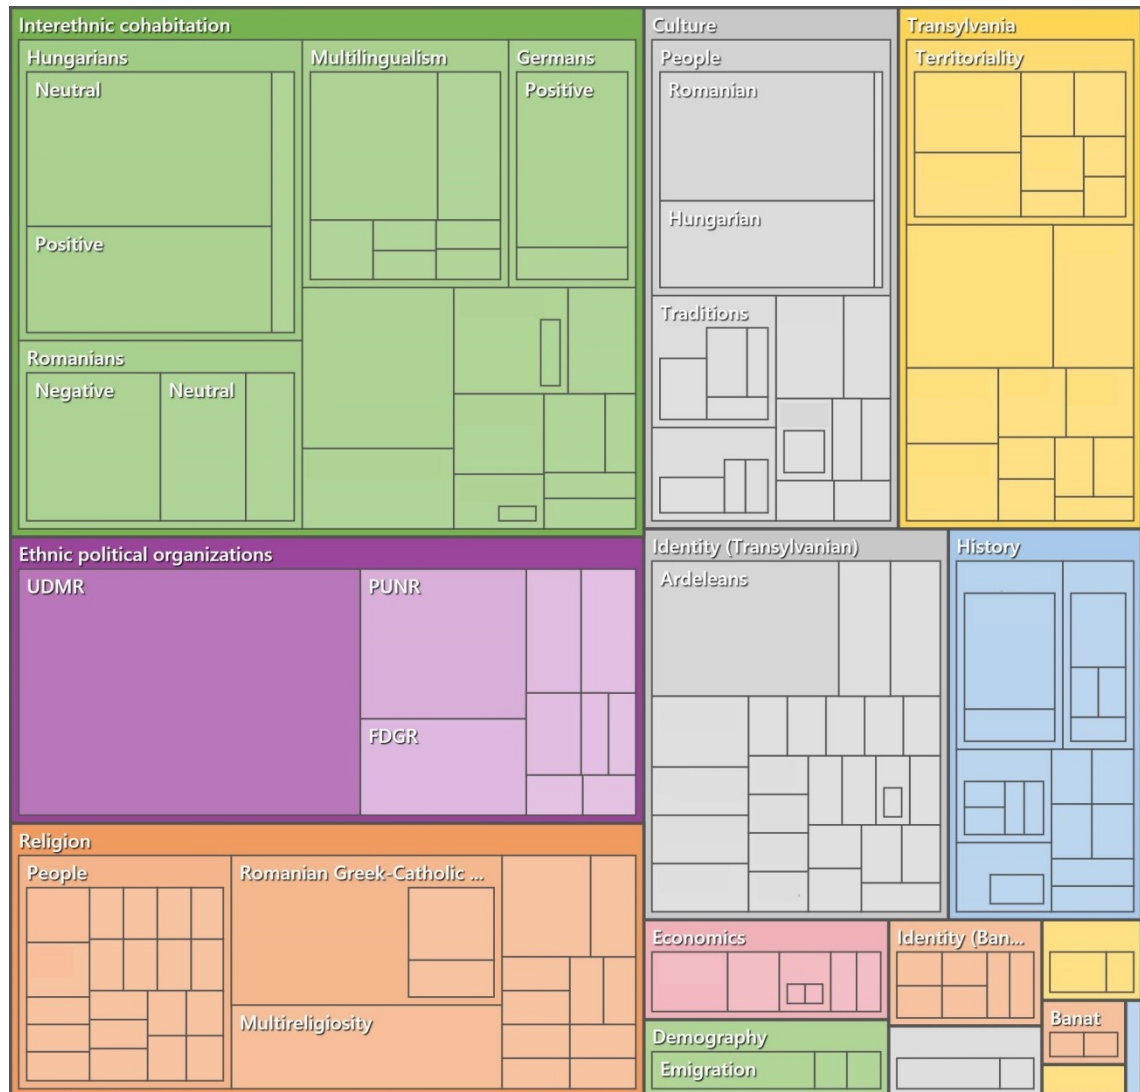 Interethnic cohabitation
Hungarians
Neutral
Positive
Romanians
Negative
Neutral
Multilingualism
Germans
Positive
Culture
People
Romanian
Hungarian
Traditions
Transylvania
Territoriality
Ethnic political organizations
UDMR
PUNR
FDGR
Identity (Transylvanian)
Ardeleans
History
Religion
People
Romanian Greek-Catholic ...
Multireligiosity
Economics
Identity (Ban...
Banat
Demography
Emigration